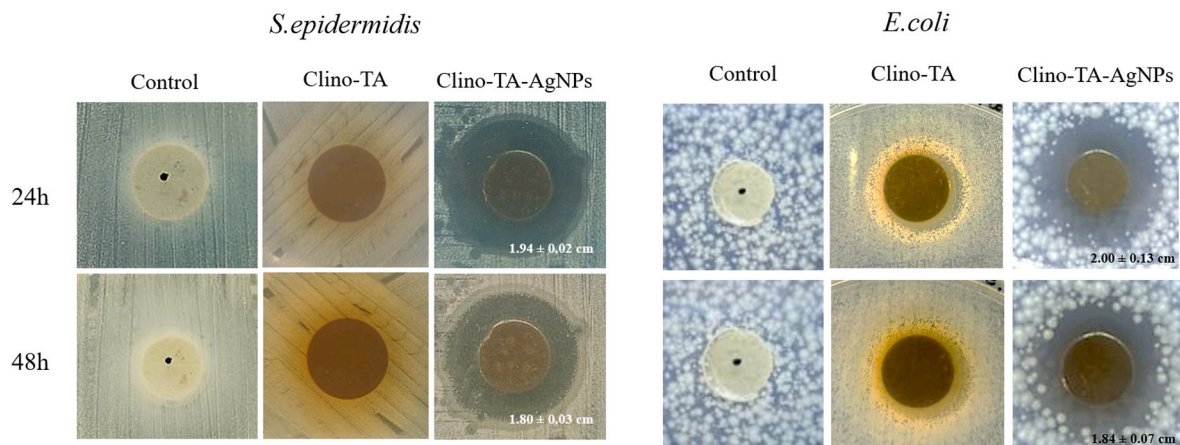 S.epidermidis
E.coli
Control
Clino-TA
Clino-TA-AgNPs
Control
Clino-TA
Clino-TA-AgNPs
24h
1.94 ± 0.02 cm
2.00 ± 0.13 cm
48h
1.80 ± 0.03 cm
1.84 ± 0.07 cm